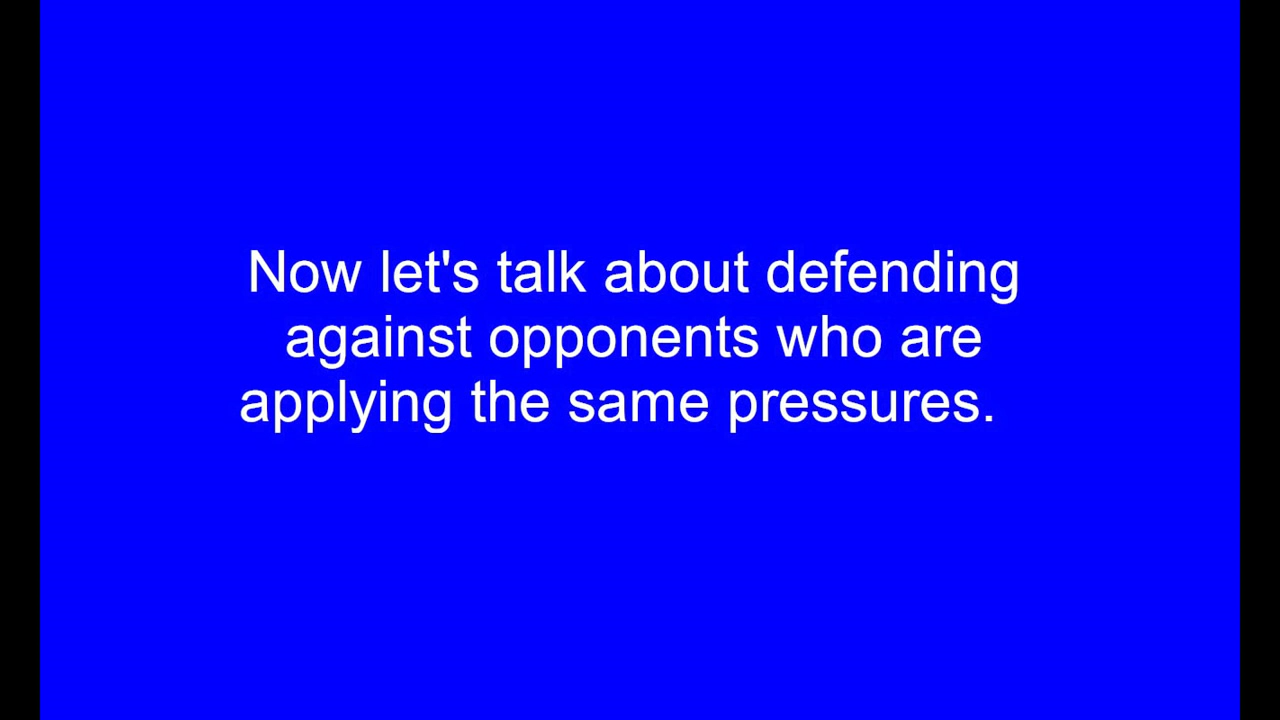 Now let's talk about defending
against opponents who are
applying the same pressures.